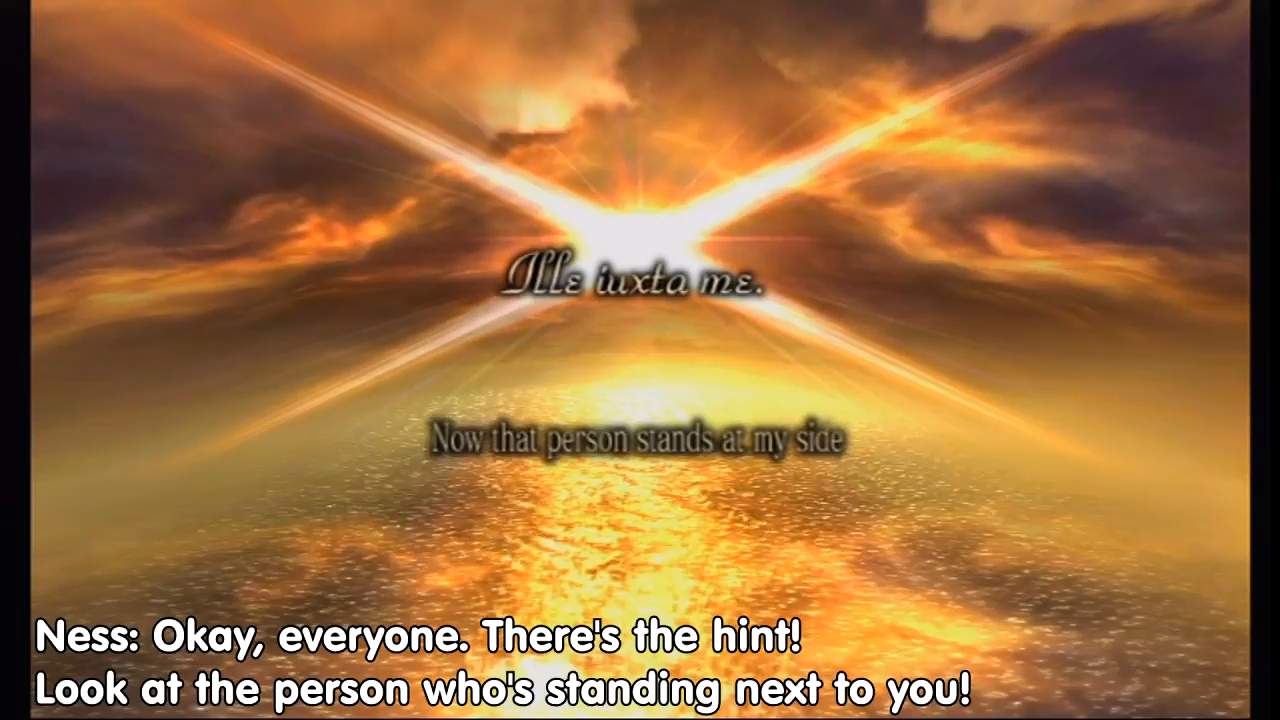 Ille iuxta me.
Now that person stands at my side
Ness: Okay, everyone. There's the hint!
Look at the person who's standing next to you!